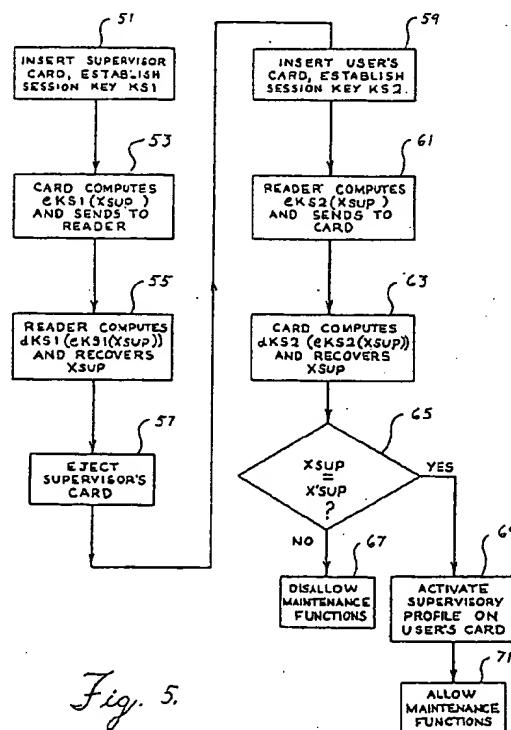 51
INSERT SUPERVISOR
CARD, ESTABLISH
SESSION KEY KS1
53
CARD COMPUTES
eKS1(XSUP)
AND SENDS TO
READER
55
READER COMPUTES
dKS1(eKS1(XSUP))
AND RECOVERS
XSUP
57
EJECT
SUPERVISOR'S
CARD
59
INSERT USER'S
CARD, ESTABLISH
SESSION KEY KS2.
61
READER COMPUTES
eKS2(XSUP)
AND SENDS TO
CARD
63
CARD COMPUTES
dKS2(eKS2(XSUP))
AND RECOVERS
XSUP
65
XSUP
=
X'SUP
?
YES
NO
67
DISALLOW
MAINTENANCE
FUNCTIONS
69
ACTIVATE
SUPERVISORY
PROFILE ON
USER'S CARD
71
ALLOW
MAINTENANCE
FUNCTIONS
Fig. 5.